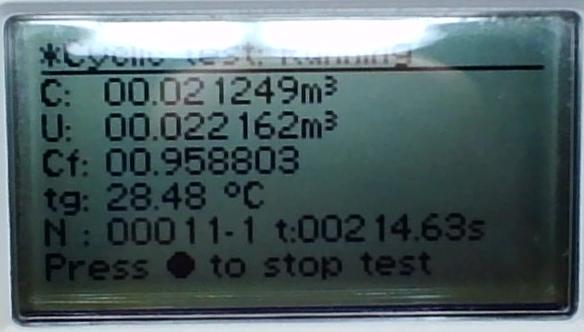 *Cyclic test: Running
C: 00.021249m³
U: 00.022162m³
Cf: 00.958803
tg: 28.48 °C
N : 00011-1 t:00214.63s
Press ● to stop test